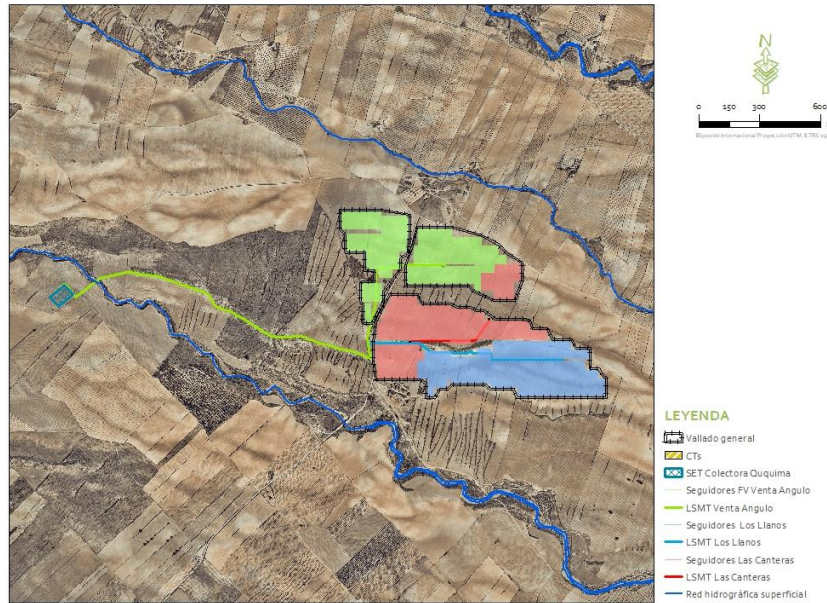 N
0 150 300 600
LEYENDA
Vallado general
CTs
SET Colectora Ququima
Seguidores FV Venta Angulo
LSMT Venta Angulo
Seguidores Los Llanos
LSMT Los Llanos
Seguidores Las Canteras
LSMT Las Canteras
Red hidrográfica superficial